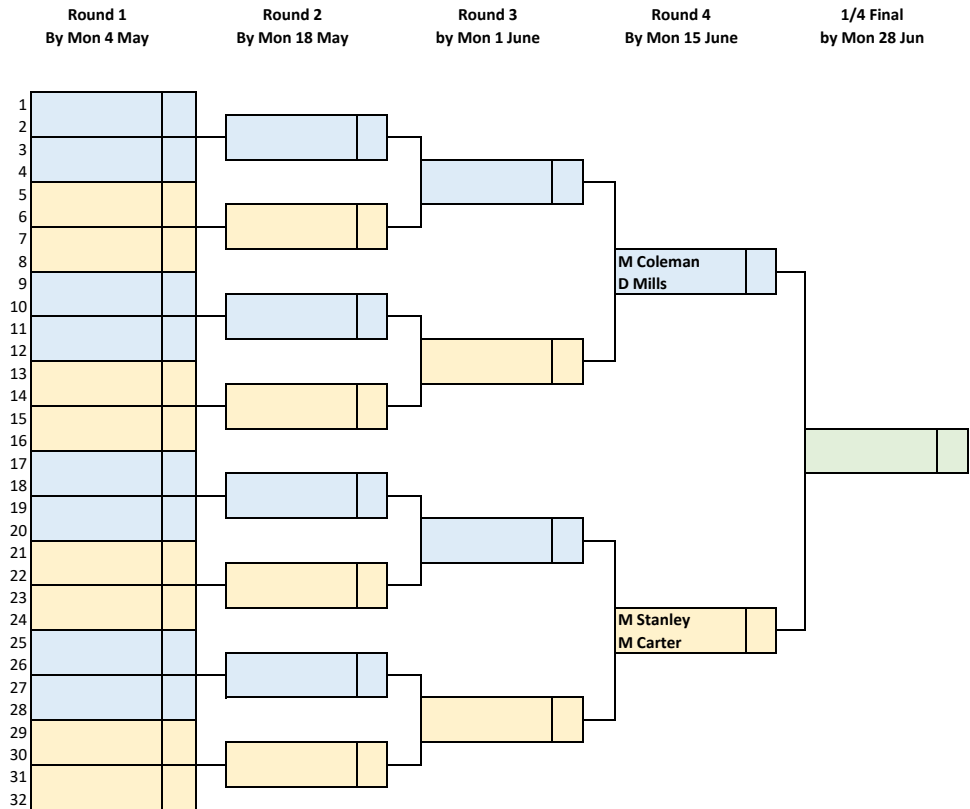 Round 1
By Mon 4 May
Round 2
By Mon 18 May
Round 3
by Mon 1 June
Round 4
By Mon 15 June
1/4 Final
by Mon 28 Jun
1
2
3
4
5
6
7
8
9
10
11
12
13
14
15
16
17
18
19
20
21
22
23
24
25
26
27
28
29
30
31
32
M Coleman
D Mills
M Stanley
M Carter